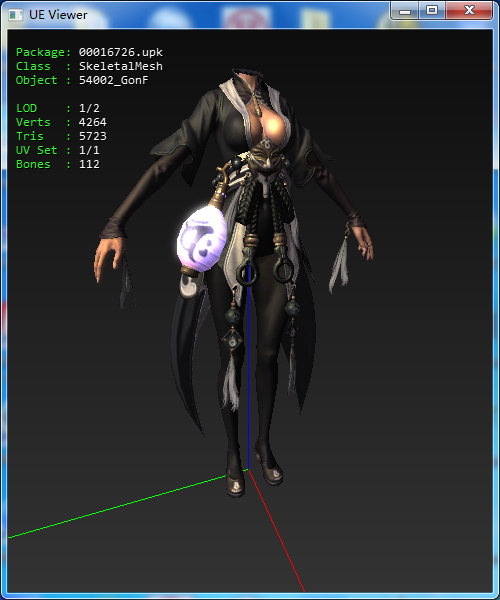 UE Viewer
Package: 00016726.upk
Class : SkeletalMesh
Object : 54002_GonF
LOD : 1/2
Verts : 4264
Tris : 5723
UV Set : 1/1
Bones : 112